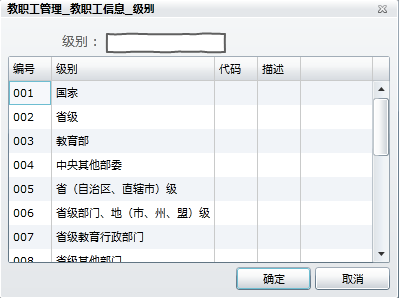 教职工管理_教职工信息_级别
级别：
编号 级别 代码 描述
001 国家
002 省级
003 教育部
004 中央其他部委
005 省（自治区、直辖市）级
006 省级部门、地（市、州、盟）级
007 省级教育行政部门
008 省级其他部门
确定 取消